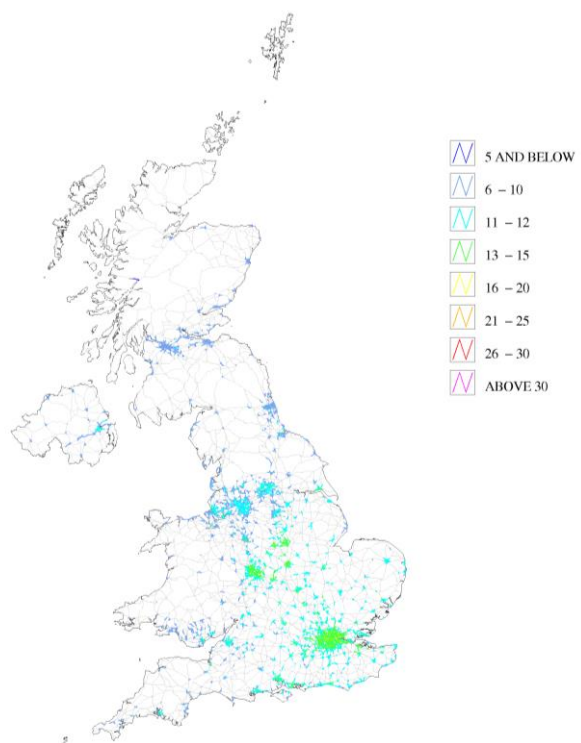 5 AND BELOW
6 – 10
11 – 12
13 – 15
16 – 20
21 – 25
26 – 30
ABOVE 30